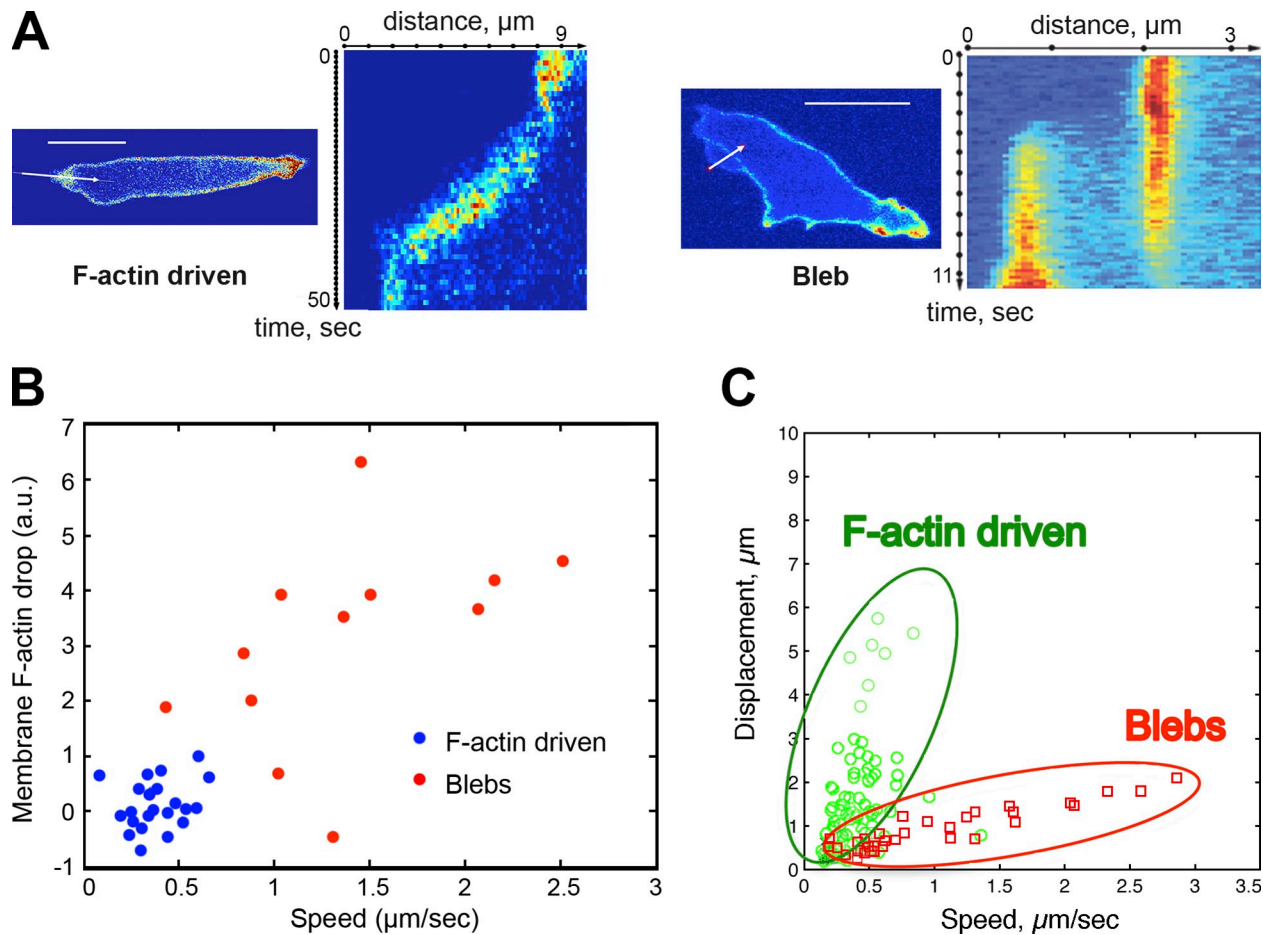 A
distance, µm
0
9
0
50
time, sec
F-actin driven
distance, µm
0
3
0
11
time, sec
Bleb
B
Membrane F-actin drop (a.u.)
7
6
5
4
3
2
1
0
-1
F-actin driven
Blebs
0 0.5 1 1.5 2 2.5 3
Speed (µm/sec)
C
Displacement, µm
10
9
8
7
6
5
4
3
2
1
0
F-actin driven
Blebs
0 0.5 1 1.5 2 2.5 3 3.5
Speed, µm/sec